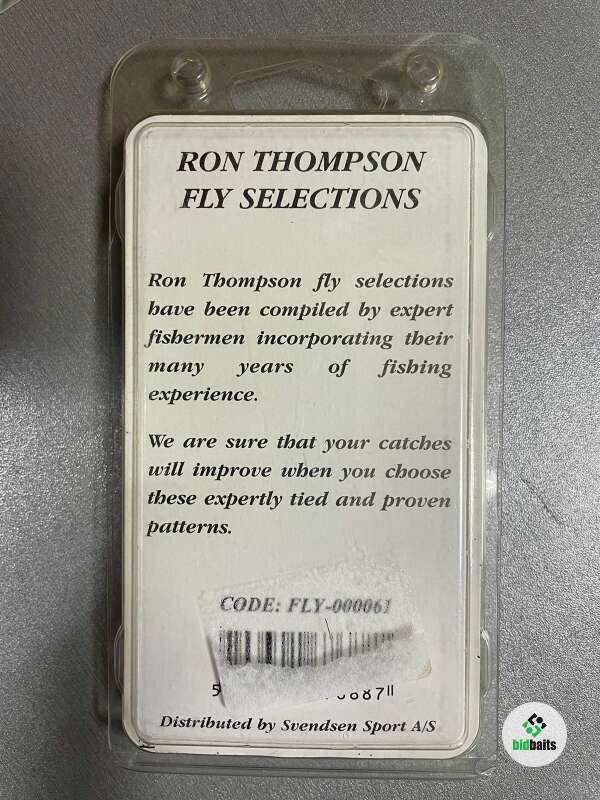 RON THOMPSON
FLY SELECTIONS
Ron Thompson fly selections
have been compiled by expert
fishermen incorporating their
many years of fishing
experience.
We are sure that your catches
will improve when you choose
these expertly tied and proven
patterns.
CODE: FLY-000061
5
Distributed by Svendsen Sport A/S
bidbaits